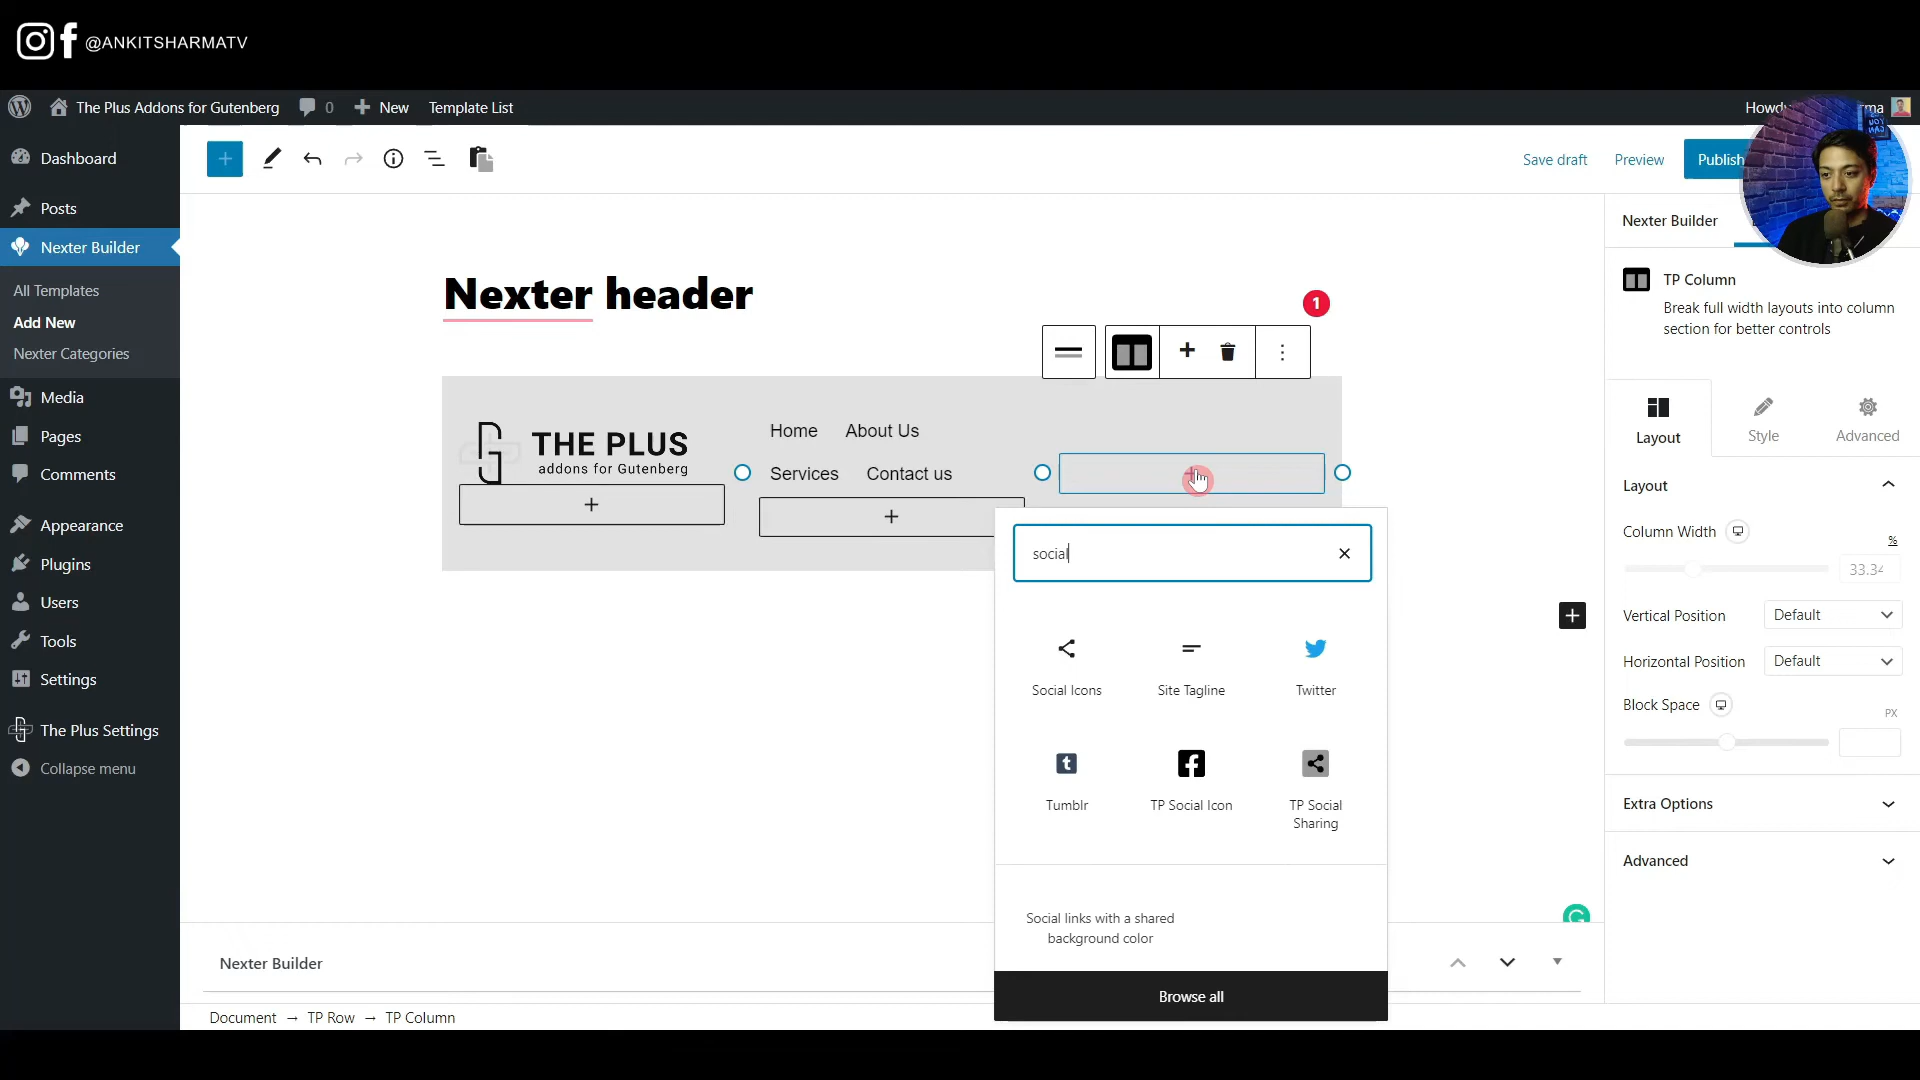 @ANKITSHARMATV
The Plus Addons for Gutenberg
0
New
Template List
Dashboard
Posts
Nexter Builder
All Templates
Add New
Nexter Categories
Media
Pages
Comments
Appearance
Plugins
Users
Tools
Settings
The Plus Settings
Collapse menu
Save draft
Preview
Publish
Nexter header
1
THE PLUS
addons for Gutenberg
Home
About Us
Services
Contact us
social
Social Icons
Site Tagline
Twitter
Tumblr
TP Social Icon
TP Social
Sharing
Social links with a shared
background color
Browse all
Nexter Builder
Document → TP Row → TP Column
Nexter Builder
TP Column
Break full width layouts into column
section for better controls
Layout
Style
Advanced
Layout
Column Width
%
Vertical Position
Default
Horizontal Position
Default
Block Space
PX
Extra Options
Advanced